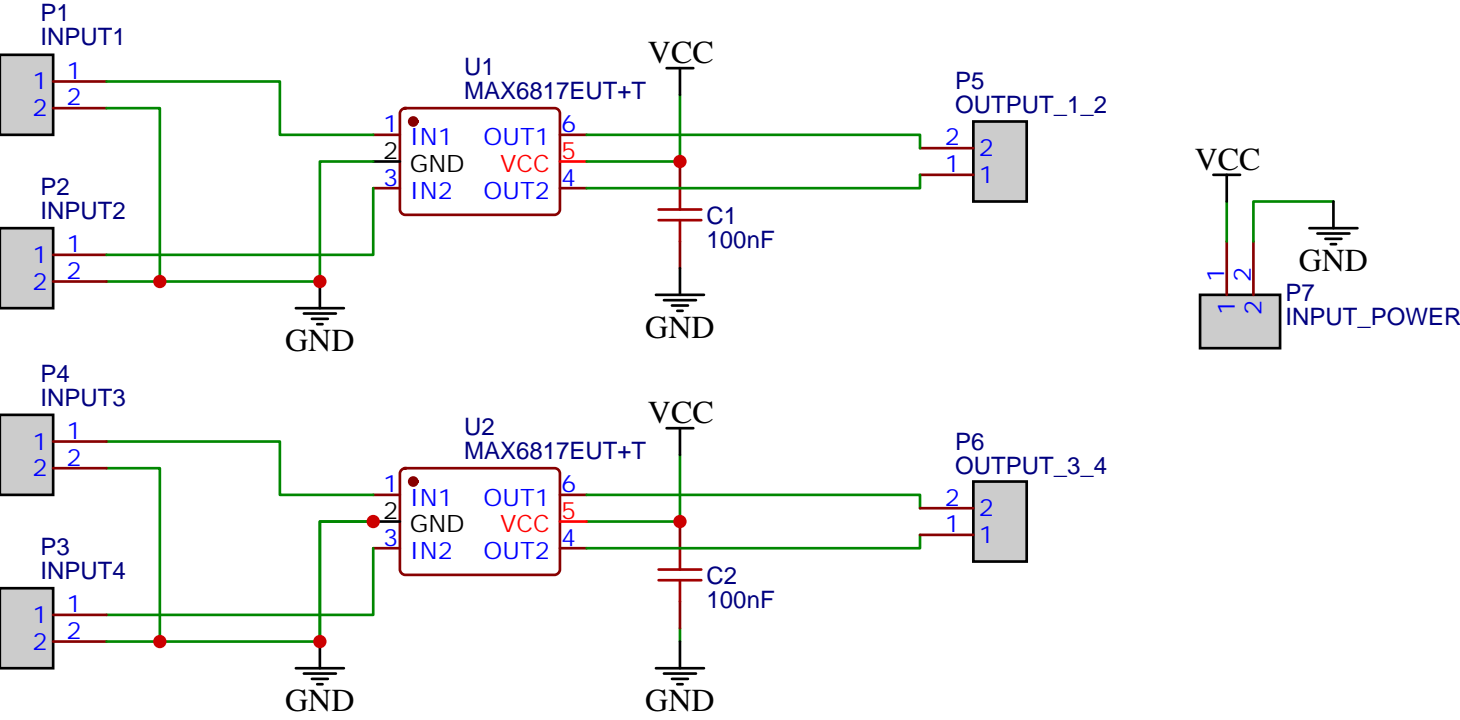 P1
INPUT1
1 1
2 2
P2
INPUT2
1 1
2 2
GND
U1
MAX6817EUT+T
1 IN1 OUT1 6
2 GND VCC 5
3 IN2 OUT2 4
VCC
C1
100nF
GND
P5
OUTPUT_1_2
2 2
1 1
VCC
GND
1 2
1 2
P7
INPUT_POWER
P4
INPUT3
1 1
2 2
P3
INPUT4
1 1
2 2
GND
U2
MAX6817EUT+T
1 IN1 OUT1 6
2 GND VCC 5
3 IN2 OUT2 4
VCC
C2
100nF
GND
P6
OUTPUT_3_4
2 2
1 1